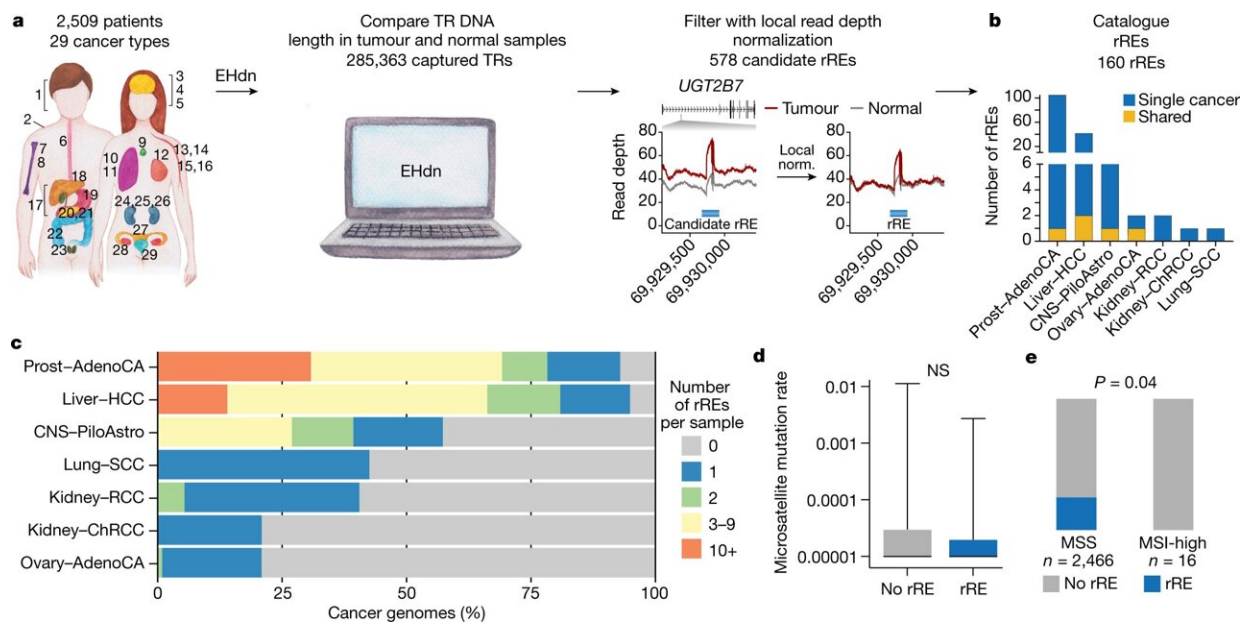 a
2,509 patients
29 cancer types
EHdn
1
2
3
4
5
6
7
8
9
10
11
12
13,14
15,16
17
18
19
20,21
22
23
24,25,26
27
28
29
Compare TR DNA
length in tumour and normal samples
285,363 captured TRs
EHdn
Filter with local read depth
normalization
578 candidate rREs
UGT2B7
Tumour
Normal
Read depth
80
60
40
20
0
Candidate rRE
69,929,500
69,930,000
Local
norm.
80
60
40
20
0
rRE
69,929,500
69,930,000
b
Catalogue
rREs
160 rREs
Single cancer
Shared
Number of rREs
100
80
60
40
20
6
4
2
1
0
Prost–AdenoCA
Liver–HCC
CNS–PiloAstro
Ovary–AdenoCA
Kidney–RCC
Kidney–ChRCC
Lung–SCC
c
Prost–AdenoCA
Liver–HCC
CNS–PiloAstro
Lung–SCC
Kidney–RCC
Kidney–ChRCC
Ovary–AdenoCA
0
25
50
75
100
Cancer genomes (%)
Number
of rREs
per sample
0
1
2
3–9
10+
d
NS
Microsatellite mutation rate
0.01
0.001
0.0001
0.00001
No rRE
rRE
e
P = 0.04
MSS
n = 2,466
MSI-high
n = 16
No rRE
rRE